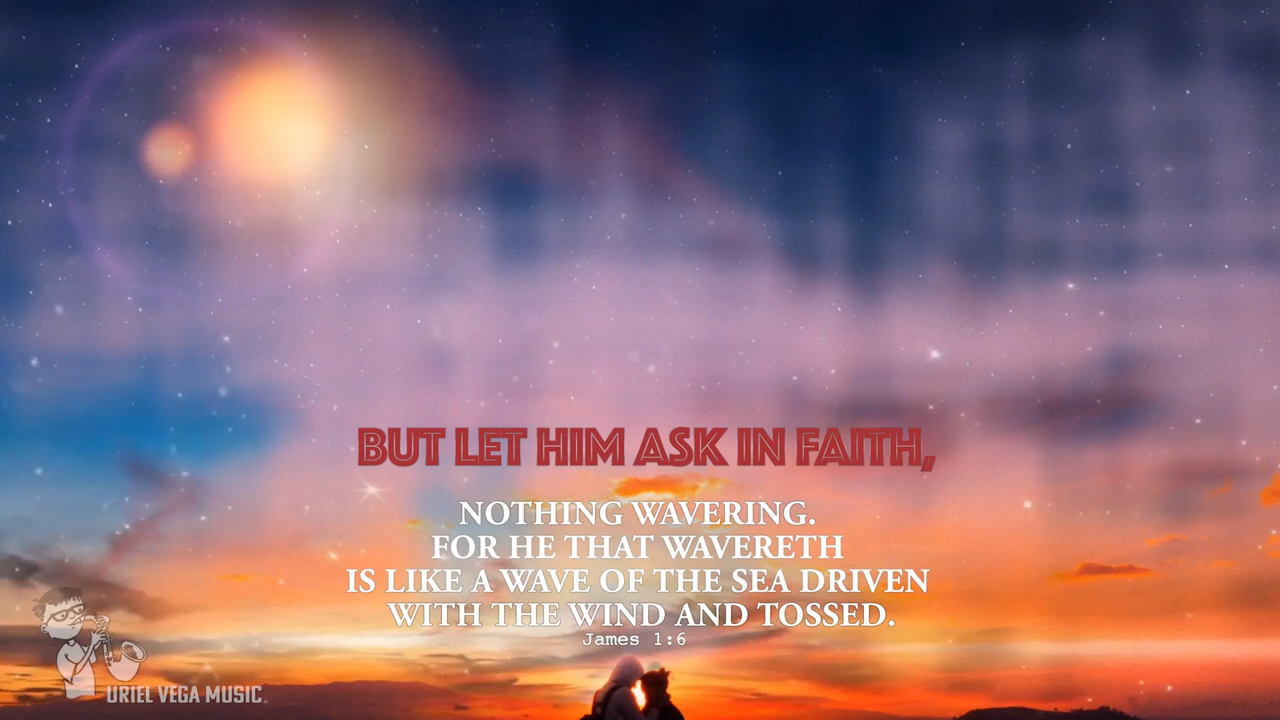 BUT LET HIM ASK IN FAITH,
NOTHING WAVERING.
FOR HE THAT WAVERETH
IS LIKE A WAVE OF THE SEA DRIVEN
WITH THE WIND AND TOSSED.
James 1:6
URIEL VEGA MUSIC